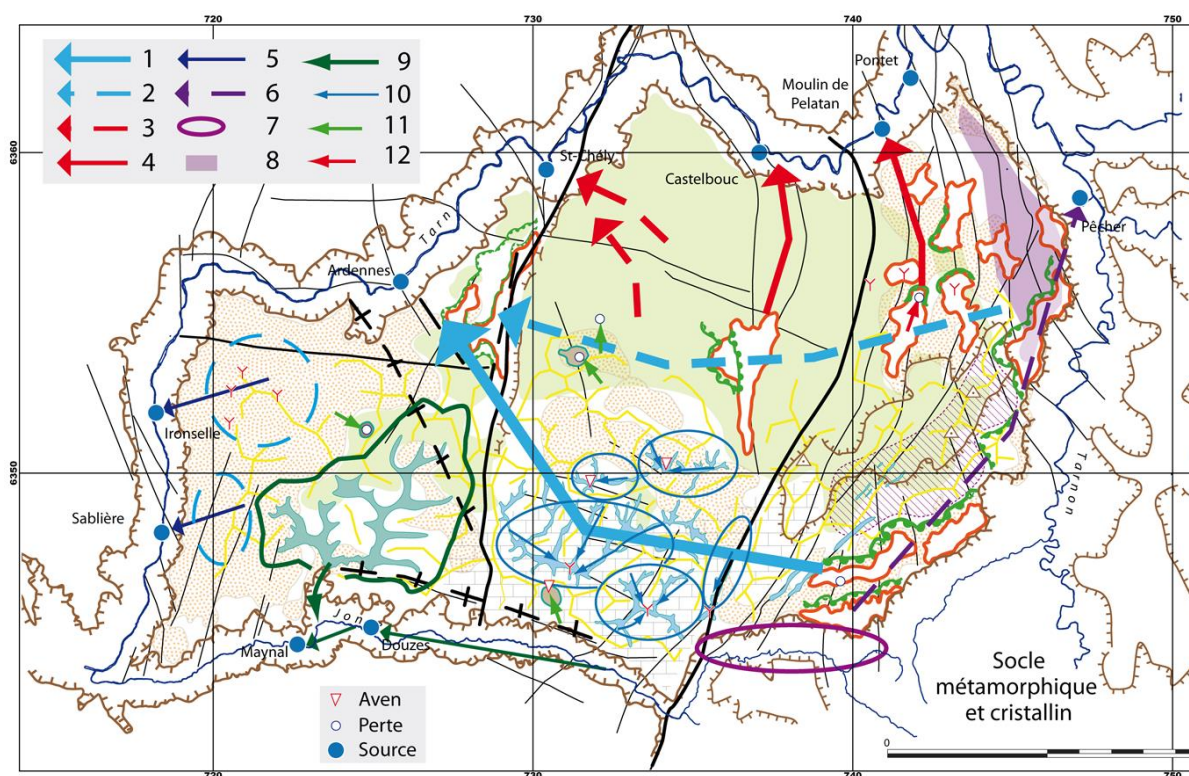 720
730
740
750
1
2
3
4
5
6
7
8
9
10
11
12
Pontet
Moulin de
Pelatan
6360
St-Chély
Castelbouc
Tarn
Pêcher
Ardennes
Ironselle
6350
Sablière
Tarnon
Jon
Maynal
Douzes
Socle
métamorphique
et cristallin
Aven
Perte
Source
0
720
730
740
750